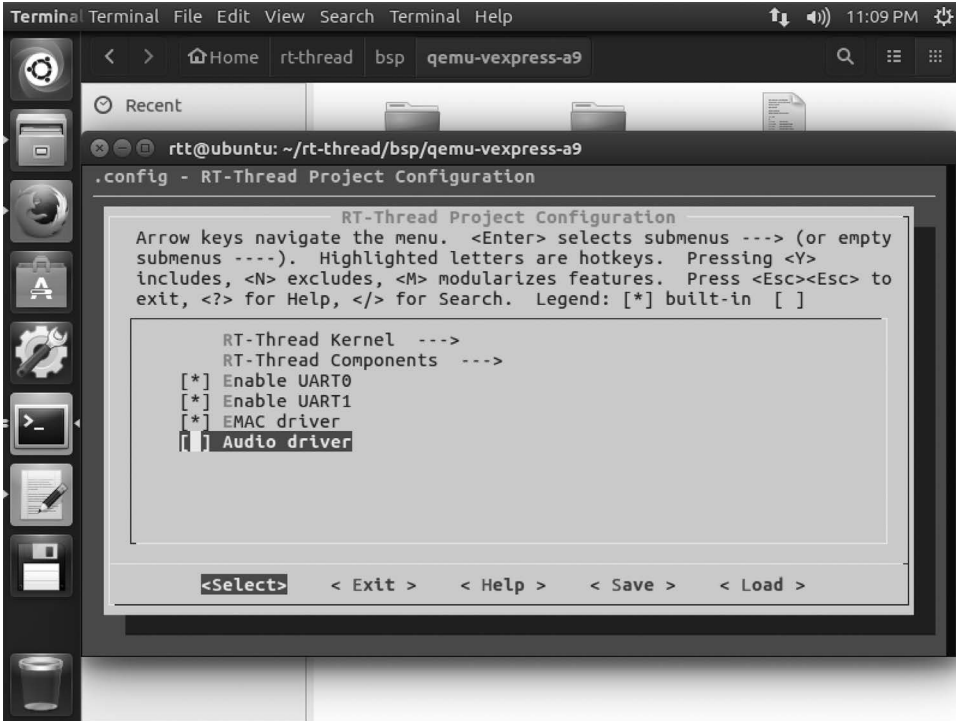 Terminal Terminal File Edit View Search Terminal Help 11:09 PM
Home rt-thread bsp qemu-vexpress-a9
Recent
rtt@ubuntu: ~/rt-thread/bsp/qemu-vexpress-a9
.config - RT-Thread Project Configuration
RT-Thread Project Configuration
Arrow keys navigate the menu. <Enter> selects submenus ---> (or empty
submenus ----). Highlighted letters are hotkeys. Pressing <Y>
includes, <N> excludes, <M> modularizes features. Press <Esc><Esc> to
exit, <?> for Help, </> for Search. Legend: [*] built-in [ ]
RT-Thread Kernel --->
RT-Thread Components --->
[*] Enable UART0
[*] Enable UART1
[*] EMAC driver
[ ] Audio driver
<Select> < Exit > < Help > < Save > < Load >